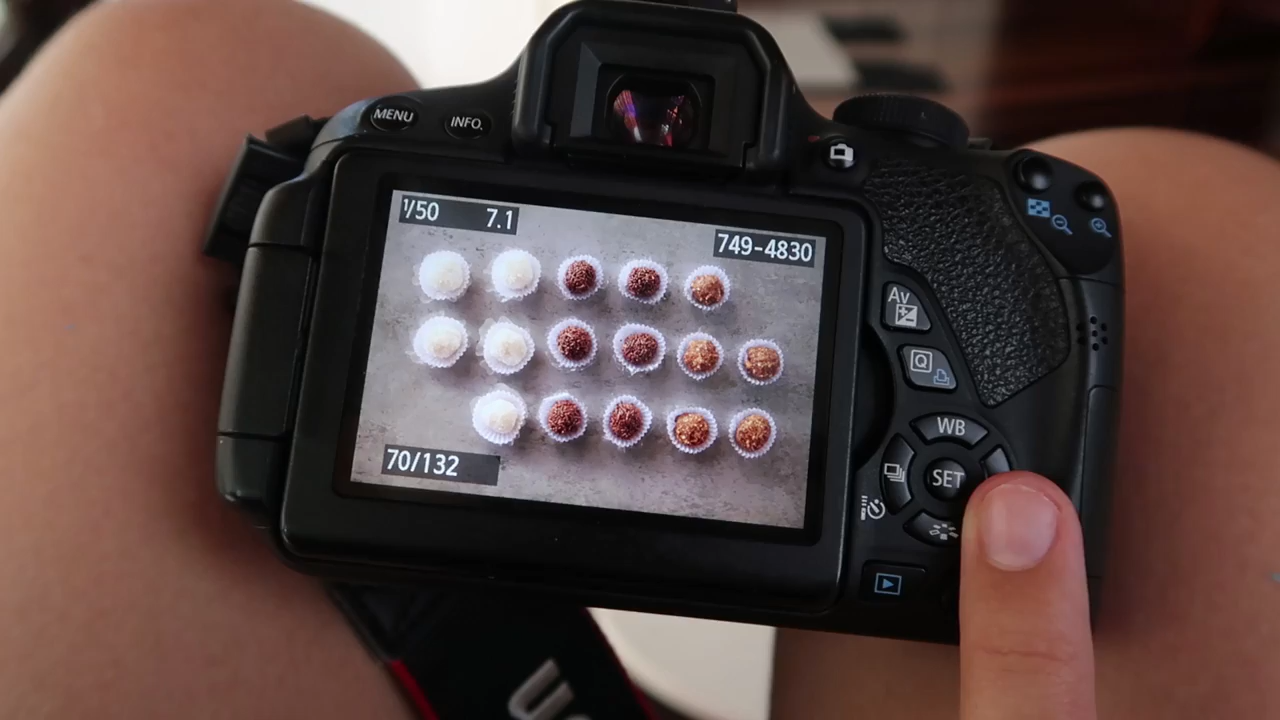 MENU
INFO.
1/50 7.1
749-4830
Av
Q
WB
SET
70/132